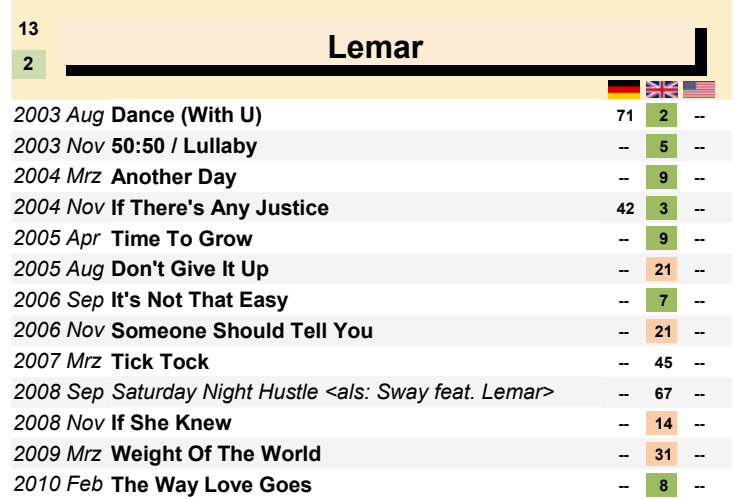 13
Lemar
2
2003 Aug Dance (With U) 71 2 --
2003 Nov 50:50 / Lullaby -- 5 --
2004 Mrz Another Day -- 9 --
2004 Nov If There's Any Justice 42 3 --
2005 Apr Time To Grow -- 9 --
2005 Aug Don't Give It Up -- 21 --
2006 Sep It's Not That Easy -- 7 --
2006 Nov Someone Should Tell You -- 21 --
2007 Mrz Tick Tock -- 45 --
2008 Sep Saturday Night Hustle <als: Sway feat. Lemar> -- 67 --
2008 Nov If She Knew -- 14 --
2009 Mrz Weight Of The World -- 31 --
2010 Feb The Way Love Goes -- 8 --